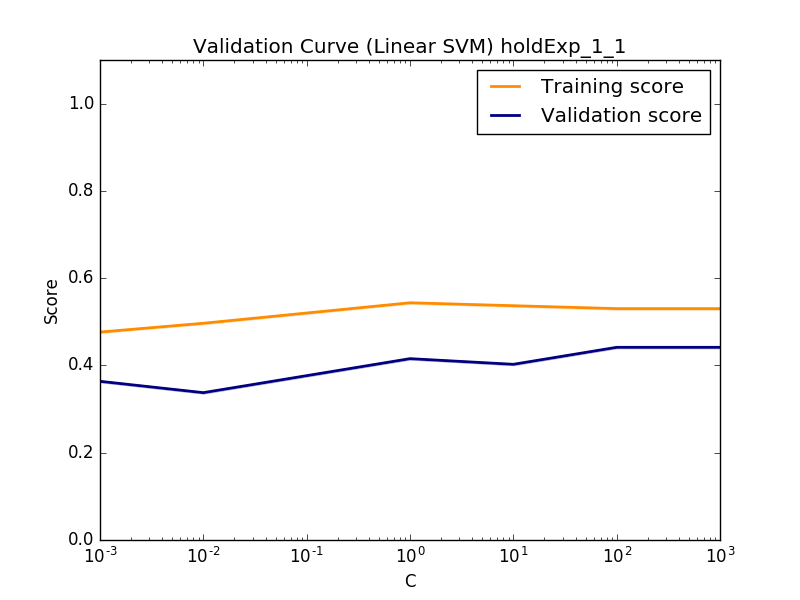 Validation Curve (Linear SVM) holdExp_1_1
Training score
Validation score
1.0
0.8
0.6
0.4
0.2
0.0
Score
10⁻³ 10⁻² 10⁻¹ 10⁰ 10¹ 10² 10³
C